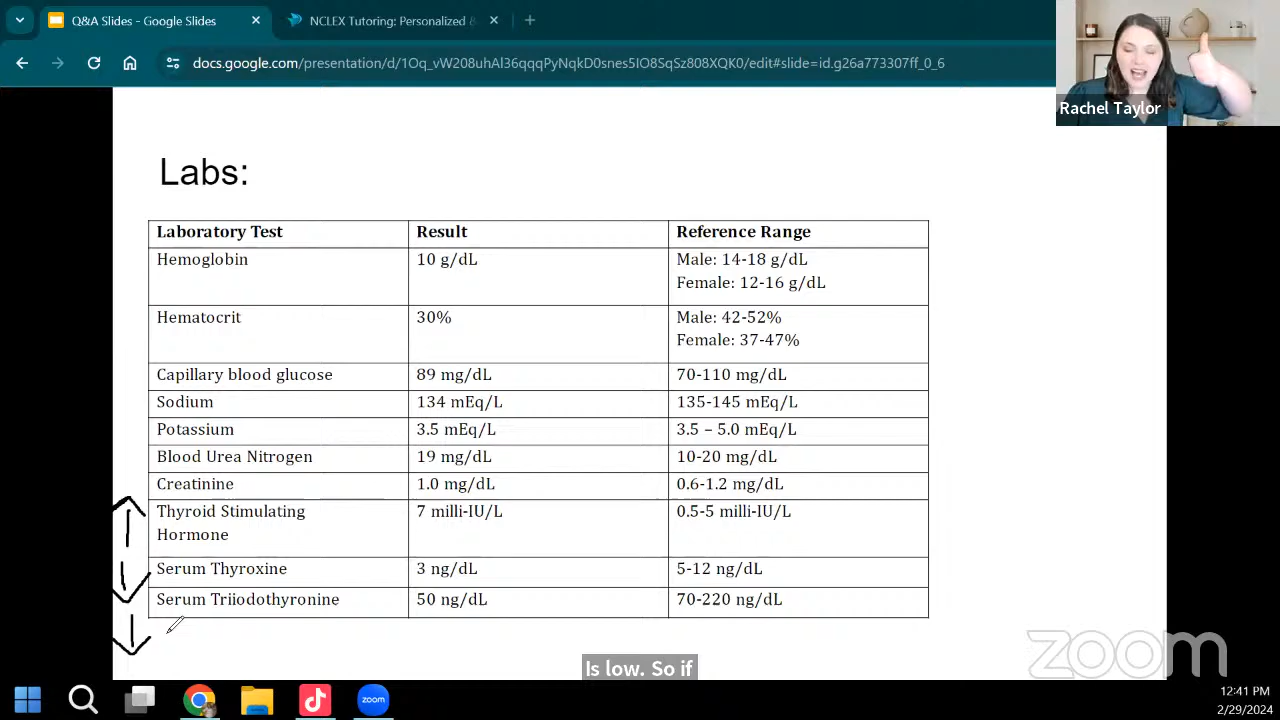 Q&A Slides - Google Slides
NCLEX Tutoring: Personalized
docs.google.com/presentation/d/1Oq_vW208uhAl36qqqPyNqkD0snes5IO8SqSz808XQK0/edit#slide=id.g26a773307ff_0_6
Rachel Taylor
Labs:
Laboratory Test Result Reference Range
Hemoglobin 10 g/dL Male: 14-18 g/dL
Female: 12-16 g/dL
Hematocrit 30% Male: 42-52%
Female: 37-47%
Capillary blood glucose 89 mg/dL 70-110 mg/dL
Sodium 134 mEq/L 135-145 mEq/L
Potassium 3.5 mEq/L 3.5 – 5.0 mEq/L
Blood Urea Nitrogen 19 mg/dL 10-20 mg/dL
Creatinine 1.0 mg/dL 0.6-1.2 mg/dL
Thyroid Stimulating 7 milli-IU/L 0.5-5 milli-IU/L
Hormone
Serum Thyroxine 3 ng/dL 5-12 ng/dL
Serum Triiodothyronine 50 ng/dL 70-220 ng/dL
zoom
Is low. So if
zoom
12:41 PM
2/29/2024